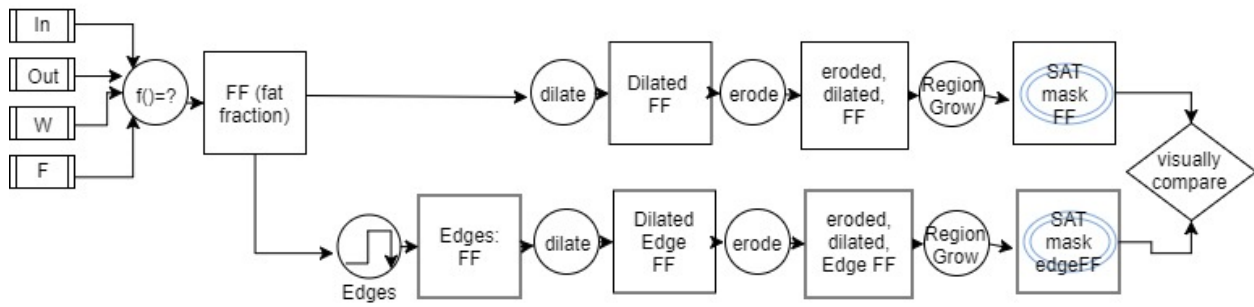 In
Out
W
F
f()=?
FF (fat
fraction)
dilate
Dilated
FF
erode
eroded,
dilated,
FF
Region
Grow
SAT
mask
FF
visually
compare
Edges
Edges:
FF
dilate
Dilated
Edge
FF
erode
eroded,
dilated,
Edge FF
Region
Grow
SAT
mask
edgeFF